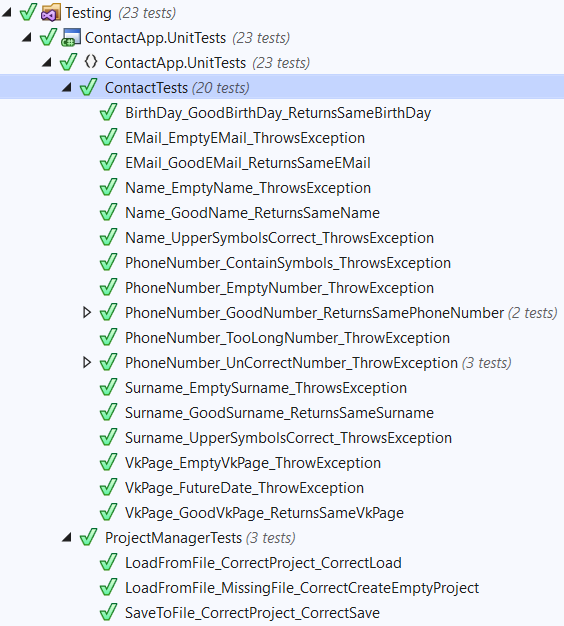 Testing (23 tests)
ContactApp.UnitTests (23 tests)
ContactApp.UnitTests (23 tests)
ContactTests (20 tests)
BirthDay_GoodBirthDay_ReturnsSameBirthDay
EMail_EmptyEMail_ThrowsException
EMail_GoodEMail_ReturnsSameEMail
Name_EmptyName_ThrowsException
Name_GoodName_ReturnsSameName
Name_UpperSymbolsCorrect_ThrowsException
PhoneNumber_ContainSymbols_ThrowsException
PhoneNumber_EmptyNumber_ThrowException
PhoneNumber_GoodNumber_ReturnsSamePhoneNumber (2 tests)
PhoneNumber_TooLongNumber_ThrowException
PhoneNumber_UnCorrectNumber_ThrowException (3 tests)
Surname_EmptySurname_ThrowsException
Surname_GoodSurname_ReturnsSameSurname
Surname_UpperSymbolsCorrect_ThrowsException
VkPage_EmptyVkPage_ThrowException
VkPage_FutureDate_ThrowException
VkPage_GoodVkPage_ReturnsSameVkPage
ProjectManagerTests (3 tests)
LoadFromFile_CorrectProject_CorrectLoad
LoadFromFile_MissingFile_CorrectCreateEmptyProject
SaveToFile_CorrectProject_CorrectSave